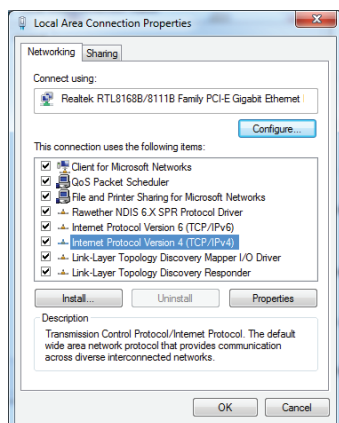 Local Area Connection Properties
Networking Sharing
Connect using:
Realtek RTL8168B/8111B Family PCI-E Gigabit Ethernet
Configure...
This connection uses the following items:
Client for Microsoft Networks
QoS Packet Scheduler
File and Printer Sharing for Microsoft Networks
Rawether NDIS 6.X SPR Protocol Driver
Internet Protocol Version 6 (TCP/IPv6)
Internet Protocol Version 4 (TCP/IPv4)
Link-Layer Topology Discovery Mapper I/O Driver
Link-Layer Topology Discovery Responder
Install... Uninstall Properties
Description
Transmission Control Protocol/Internet Protocol. The default
wide area network protocol that provides communication
across diverse interconnected networks.
OK Cancel